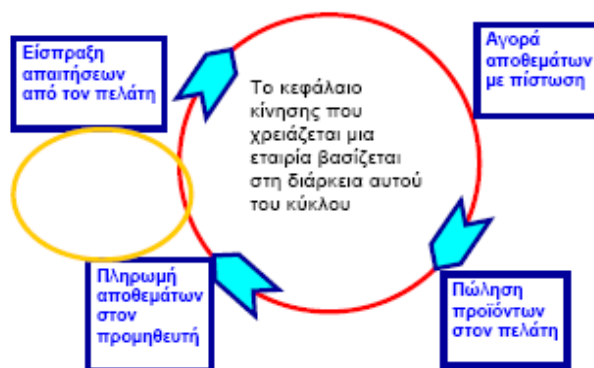 Είσπραξη
απαιτήσεων
από τον πελάτη
Αγορά
αποθεμάτων
με πίστωση
Το κεφάλαιο
κίνησης που
χρειάζεται μια
εταιρία βασίζεται
στη διάρκεια αυτού
του κύκλου
Πληρωμή
αποθεμάτων
στον
προμηθευτή
Πώληση
προϊόντων
στον πελάτη